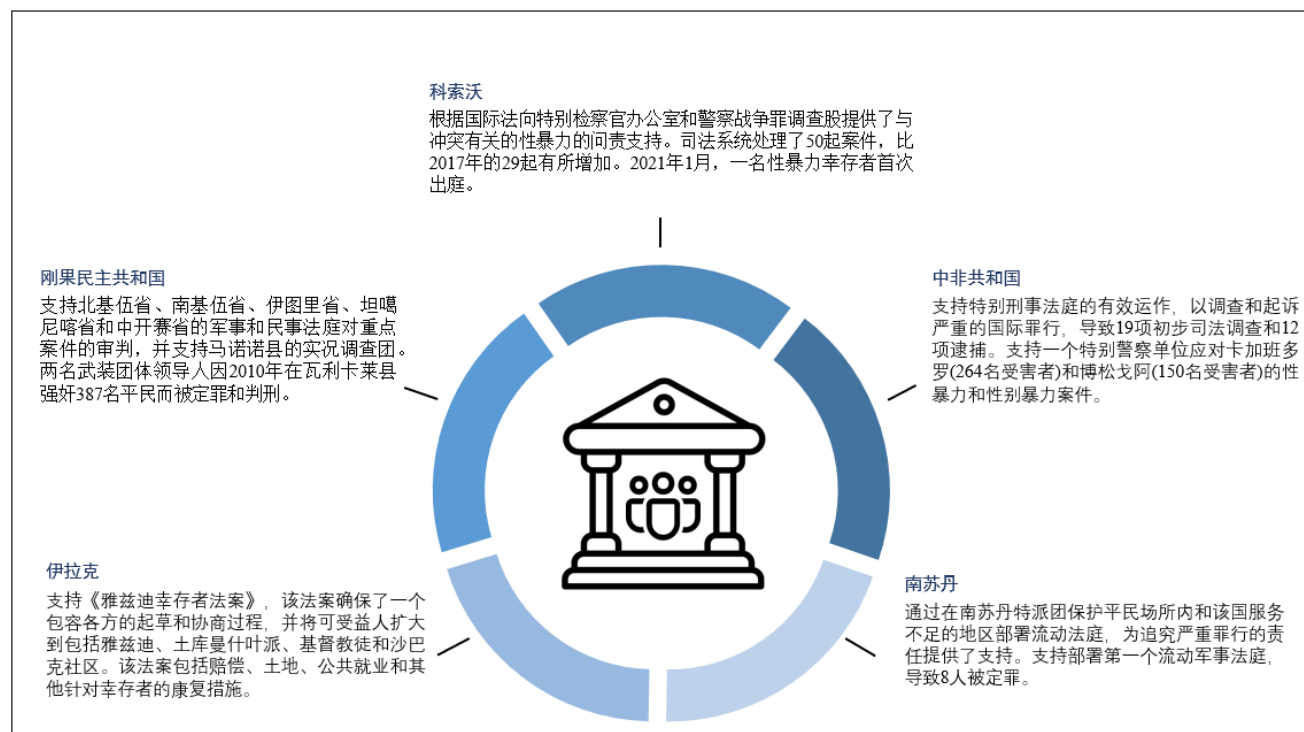 科索沃
根据国际法向特别检察官办公室和警察战争罪调查股提供了与
冲突有关的性暴力的问责支持。司法系统处理了50起案件，比
2017年的29起有所增加。2021年1月，一名性暴力幸存者首次
出庭。
刚果民主共和国
支持北基伍省、南基伍省、伊图里省、坦噶
尼喀省和中开赛省的军事和民事法庭对重点
案件的审判，并支持马诺诺县的实况调查团。
两名武装团体领导人因2010年在瓦利卡莱县
强奸387名平民而被定罪和判刑。
中非共和国
支持特别刑事法庭的有效运作，以调查和起诉
严重的国际罪行，导致19项初步司法调查和12
项逮捕。支持一个特别警察单位应对卡加班多
罗(264名受害者)和博松戈阿(150名受害者)的性
暴力和性别暴力案件。
伊拉克
支持《雅兹迪幸存者法案》，该法案确保了一个
包容各方的起草和协商过程，并将可受益人扩大
到包括雅兹迪、土库曼什叶派、基督教徒和沙巴
克社区。该法案包括赔偿、土地、公共就业和其
他针对幸存者的康复措施。
南苏丹
通过在南苏丹特派团保护平民场所内和该国服务
不足的地区部署流动法庭，为追究严重罪行的责
任提供了支持。支持部署第一个流动军事法庭，
导致8人被定罪。